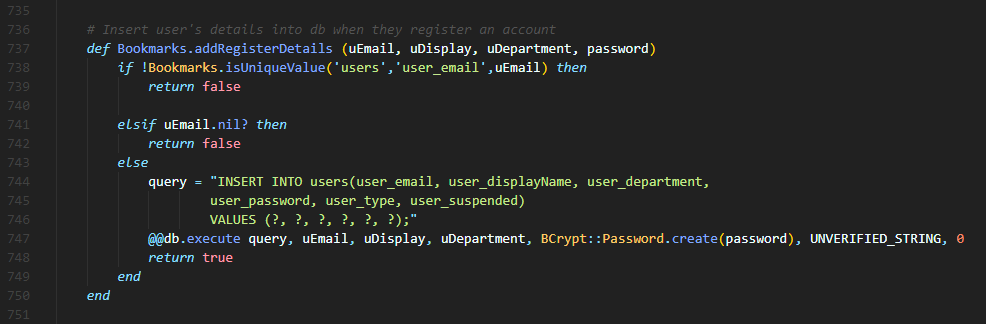 735
736 # Insert user's details into db when they register an account
737 def Bookmarks.addRegisterDetails (uEmail, uDisplay, uDepartment, password)
738 if !Bookmarks.isUniqueValue('users','user_email',uEmail) then
739 return false
740
741 elsif uEmail.nil? then
742 return false
743 else
744 query = "INSERT INTO users(user_email, user_displayName, user_department,
745 user_password, user_type, user_suspended)
746 VALUES (?, ?, ?, ?, ?, ?);"
747 @@db.execute query, uEmail, uDisplay, uDepartment, BCrypt::Password.create(password), UNVERIFIED_STRING, 0
748 return true
749 end
750 end
751